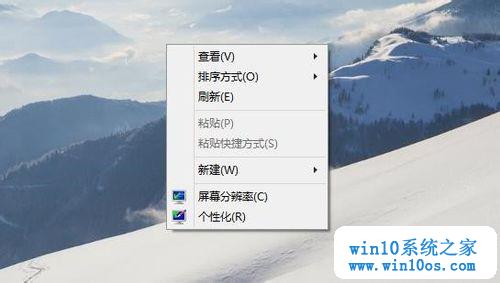 查看(V)
排序方式(O)
刷新(E)
粘贴(P)
粘贴快捷方式(S)
新建(W)
屏幕分辨率(C)
个性化(R)
win10系统之家
www.win10os.com